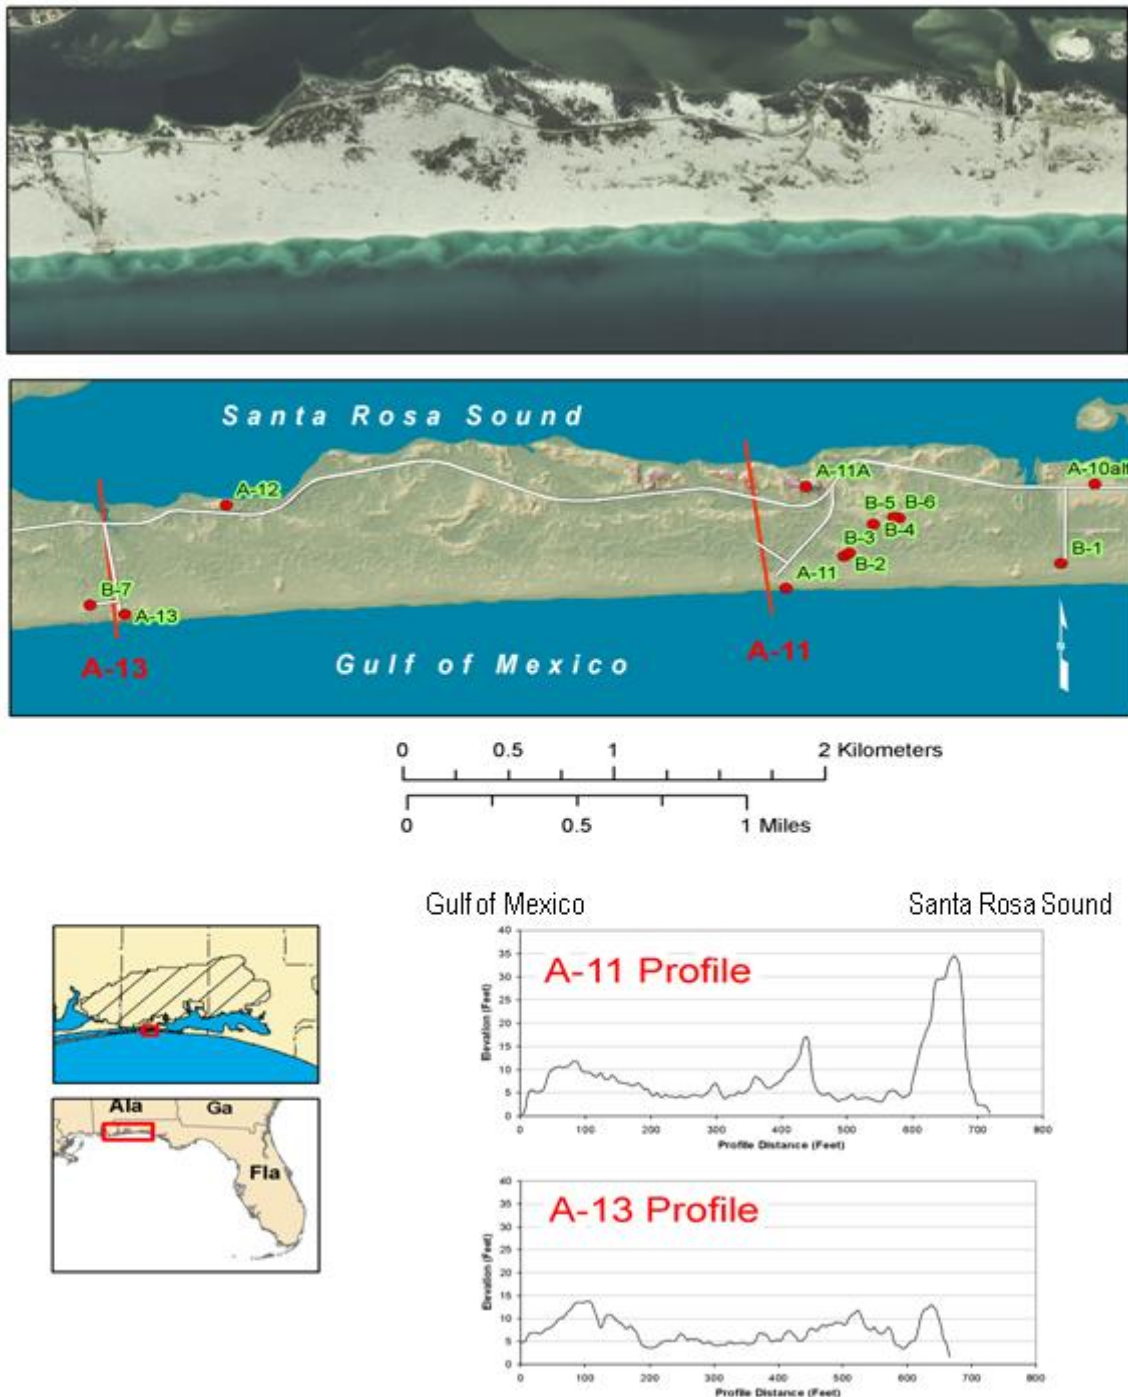 Santa Rosa Sound
A-12
A-11A
A-10alt
B-5
B-6
B-4
B-3
B-2
B-1
A-11
B-7
A-13
A-13
A-11
Gulf of Mexico
0 0.5 1 2 Kilometers
0 0.5 1 Miles
Gulf of Mexico
Santa Rosa Sound
A-11 Profile
Elevation (Feet)
40
35
30
25
20
15
10
5
0
0 100 200 300 400 500 600 700 800
Profile Distance (Feet)
Ala
Ga
Fla
A-13 Profile
Elevation (Feet)
40
35
30
25
20
15
10
5
0
0 100 200 300 400 500 600 700 800
Profile Distance (Feet)